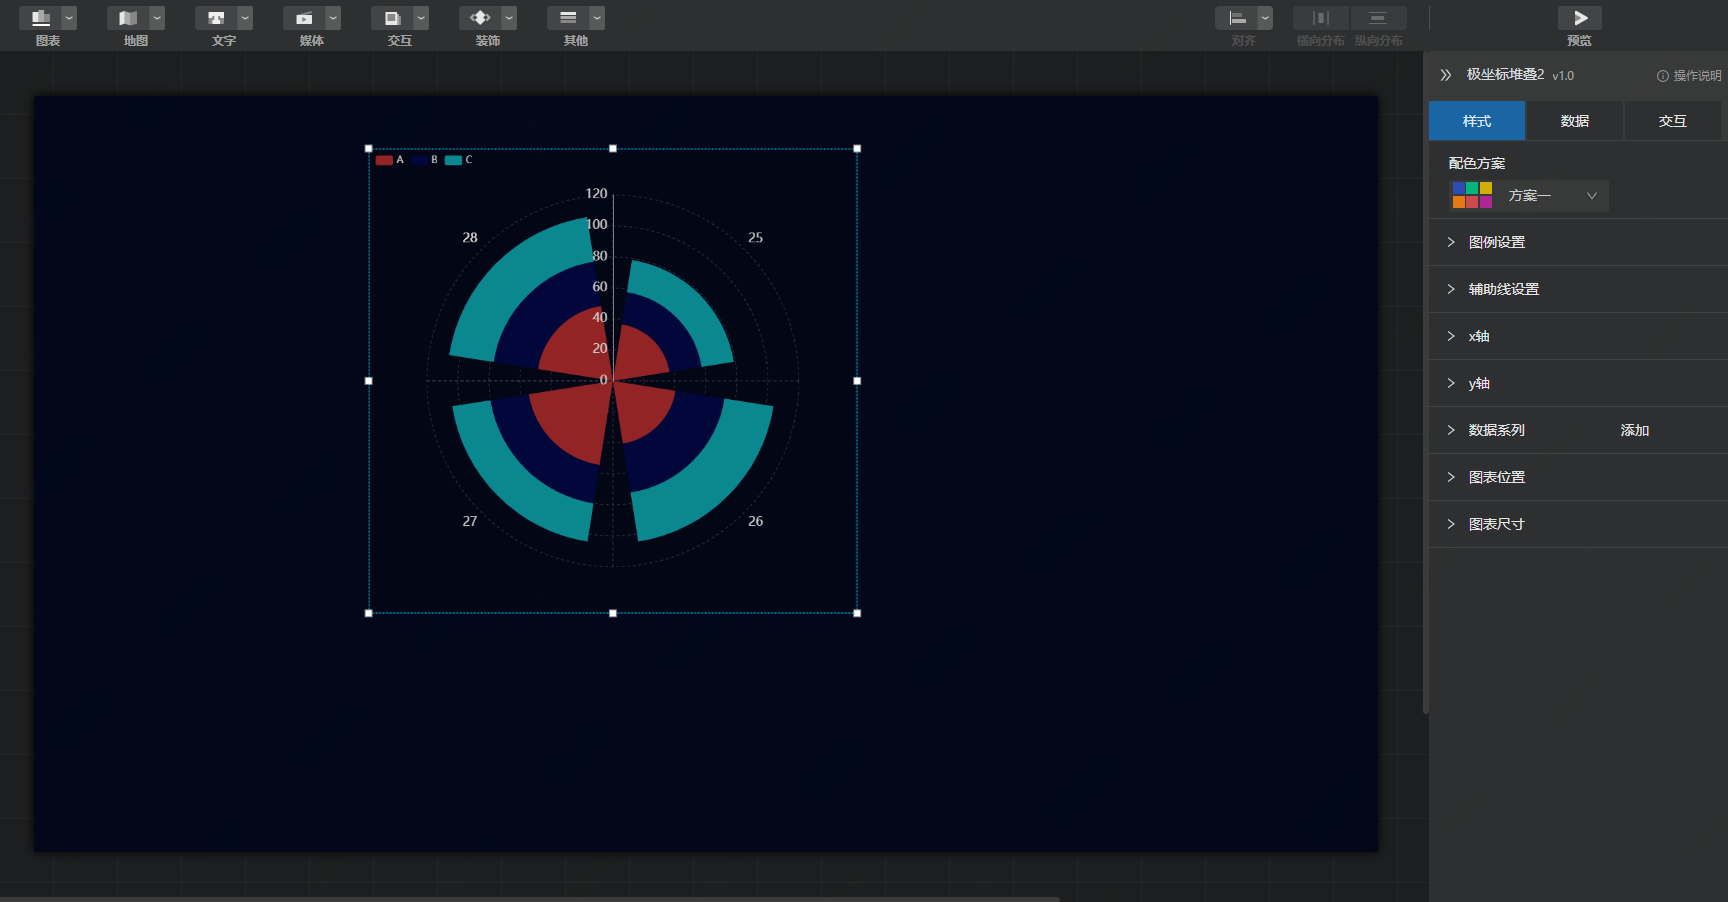 图表
地图
文字
媒体
交互
装饰
其他
对齐
横向分布
纵向分布
预览
极坐标堆叠2 v1.0
操作说明
样式
数据
交互
配色方案
方案一
图例设置
辅助线设置
x轴
y轴
数据系列
添加
图表位置
图表尺寸
A B C
120
100
80
60
40
20
0
28
25
27
26